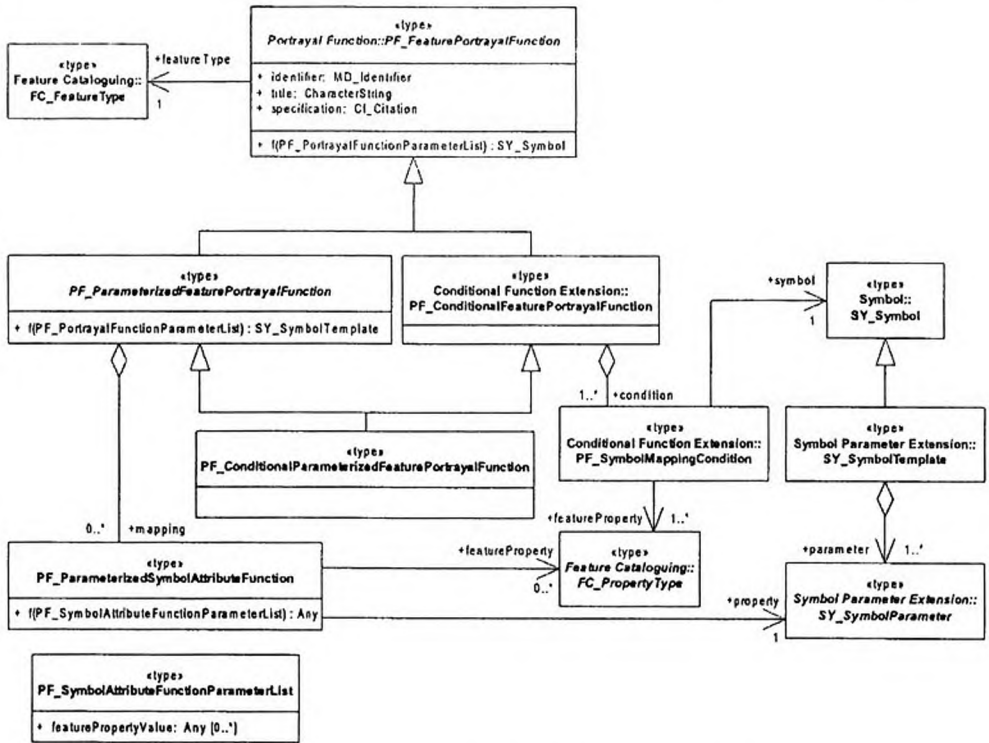 «type»
Portrayal Function::PF_FeaturePortrayalFunction
+ identifier: MD_Identifier
+ title: CharacterString
+ specification: CI_Citation
+ f(PF_PortrayalFunctionParameterList) : SY_Symbol
«type»
Feature Cataloguing::
FC_FeatureType
+featureType
1
«type»
PF_ParameterizedFeaturePortrayalFunction
+ f(PF_PortrayalFunctionParameterList) : SY_SymbolTemplate
«type»
Conditional Function Extension::
PF_ConditionalFeaturePortrayalFunction
+symbol
1
«type»
Symbol::
SY_Symbol
1..*
+condition
«type»
PF_ConditionalParameterizedFeaturePortrayalFunction
«type»
Conditional Function Extension::
PF_SymbolMappingCondition
«type»
Symbol Parameter Extension::
SY_SymbolTemplate
0..*
+mapping
+featureProperty
1..*
+parameter
1..*
«type»
PF_ParameterizedSymbolAttributeFunction
+ f(PF_SymbolAttributeFunctionParameterList) : Any
+featureProperty
0..*
«type»
Feature Cataloguing::
FC_PropertyType
+property
1
«type»
Symbol Parameter Extension::
SY_SymbolParameter
«type»
PF_SymbolAttributeFunctionParameterList
+ featurePropertyValue: Any [0..*]